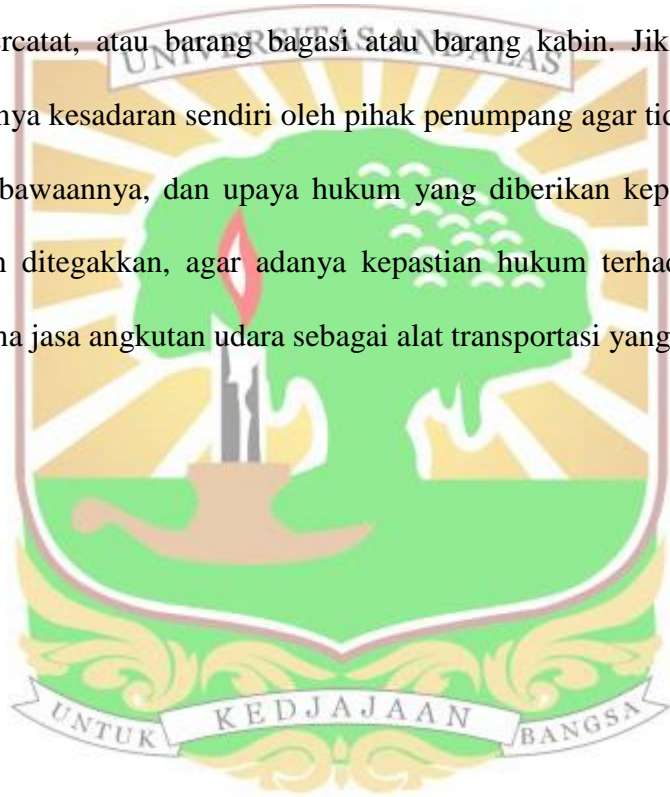 ercatat, atau barang bagasi atau barang kabin. Jik
UNIVERSITAS ANDALAS
nya kesadaran sendiri oleh pihak penumpang agar tid
bawaannya, dan upaya hukum yang diberikan kep
ditegakkan, agar adanya kepastian hukum terhad
na jasa angkutan udara sebagai alat transportasi yang
UNTUK KEDJAJAAN BANGSA